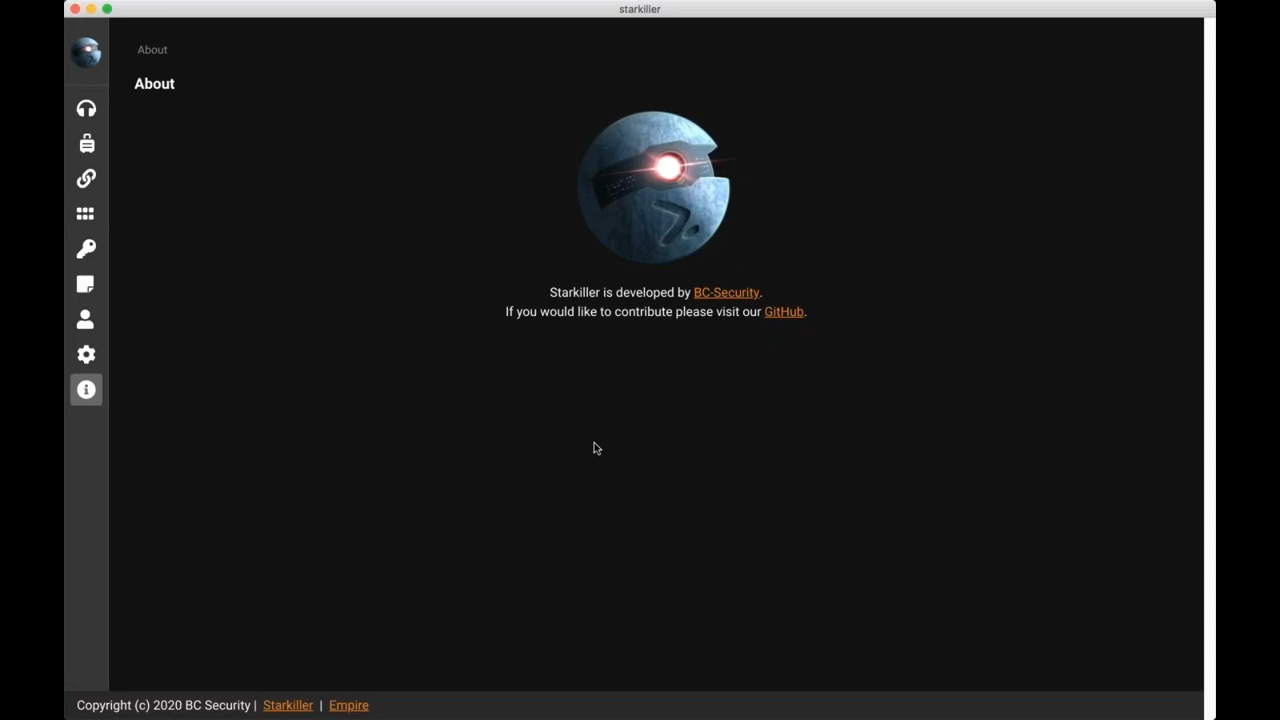 starkiller
About
About
Starkiller is developed by BC-Security.
If you would like to contribute please visit our GitHub.
Copyright (c) 2020 BC Security | Starkiller | Empire